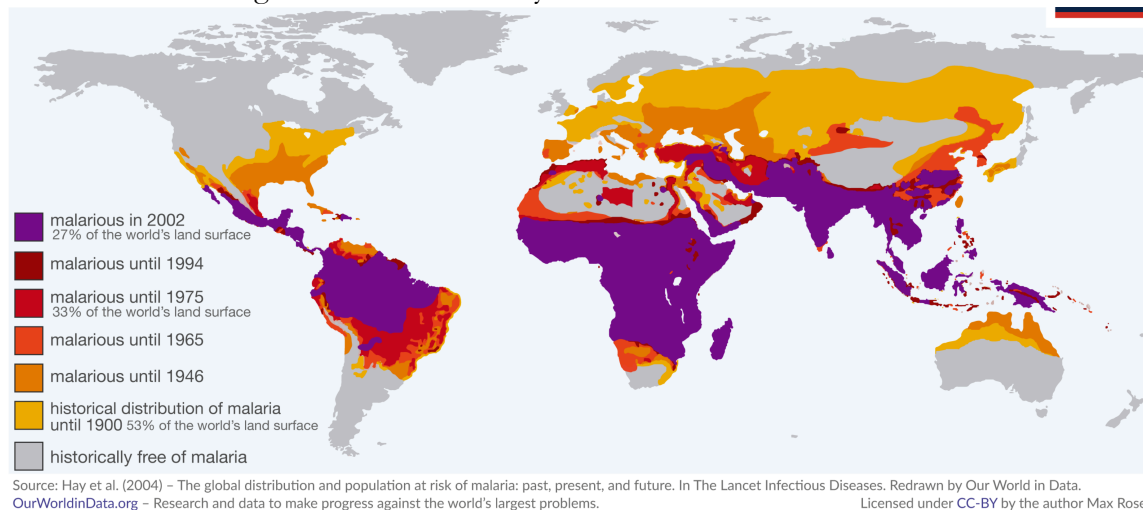 malarious in 2002
27% of the world's land surface
malarious until 1994
malarious until 1975
33% of the world's land surface
malarious until 1965
malarious until 1946
historical distribution of malaria
until 1900 53% of the world's land surface
historically free of malaria
Source: Hay et al. (2004) – The global distribution and population at risk of malaria: past, present, and future. In The Lancet Infectious Diseases. Redrawn by Our World in Data.
OurWorldinData.org – Research and data to make progress against the world's largest problems.
Licensed under CC-BY by the author Max Rose